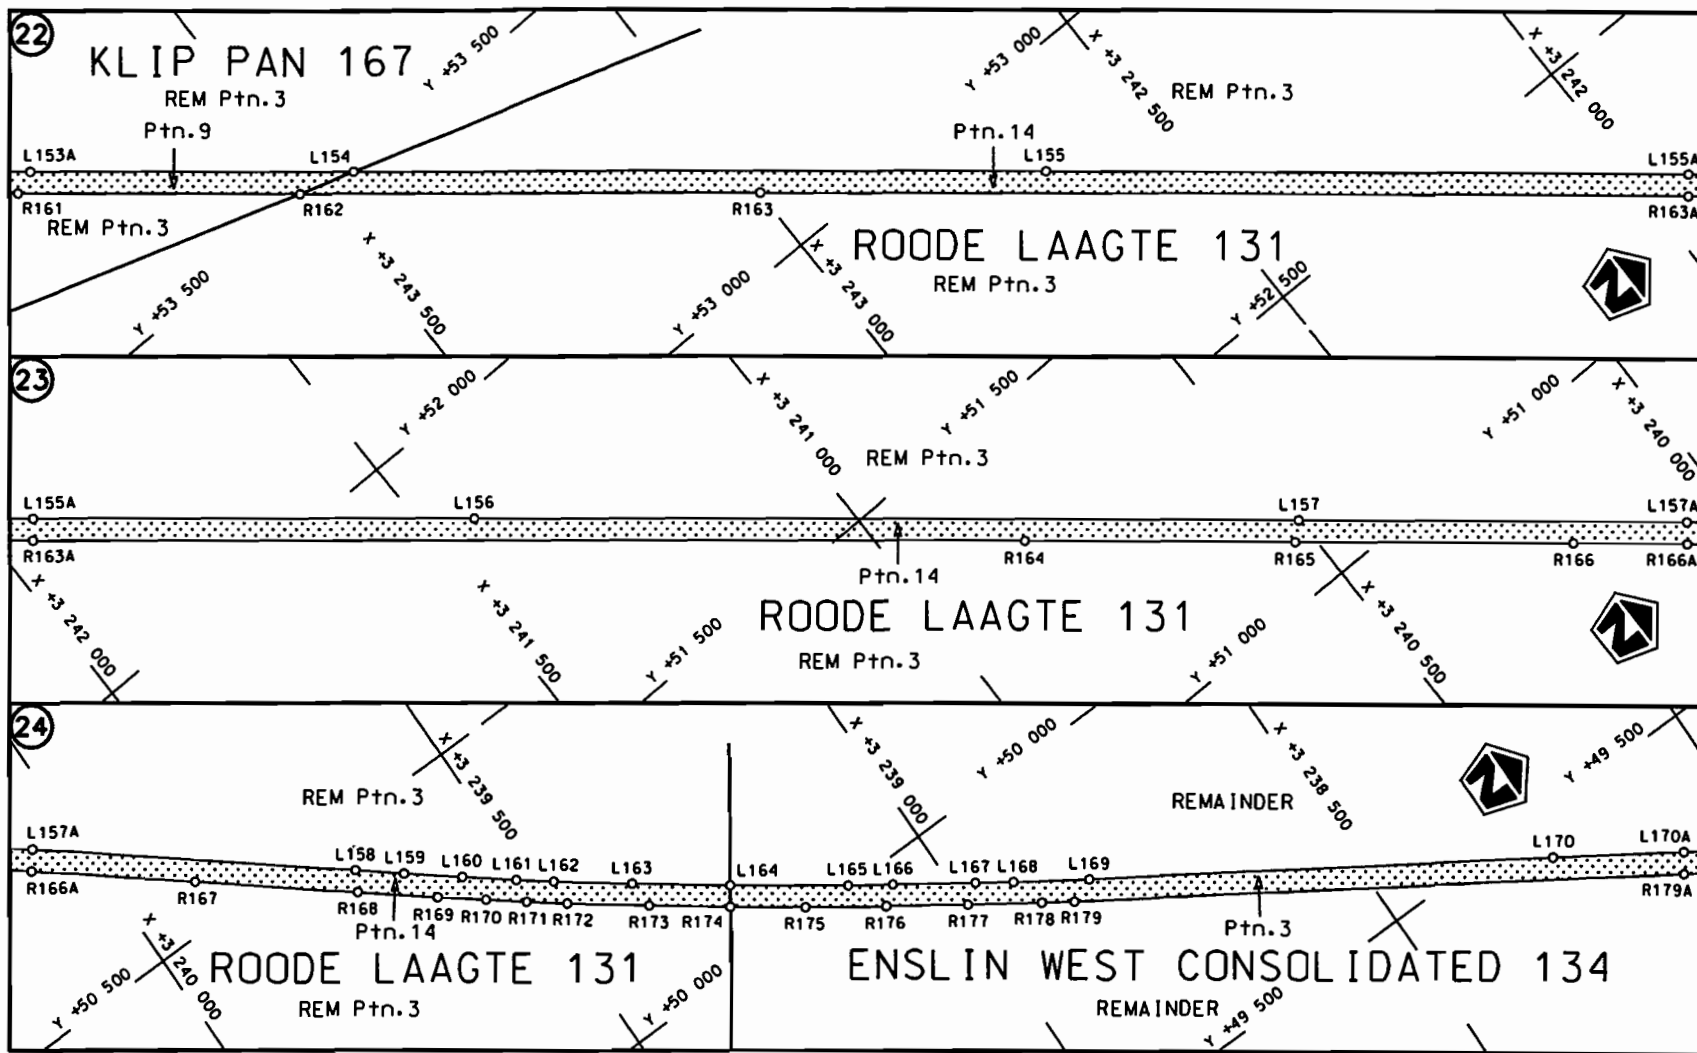 22
KLIP PAN 167
REM Ptn.3
Y +53 500
Y +53 000
X +3 242 500
REM Ptn.3
X +3 242 000
Ptn.9
Ptn.14
L153A
L154
L155
L155A
R161
R162
R163
R163A
REM Ptn.3
ROODE LAAGTE 131
REM Ptn.3
Y +53 500
X +3 243 500
Y +53 000
X +3 243 000
Y +52 500
23
Y +52 000
X +3 241 000
Y +51 500
REM Ptn.3
Y +51 000
X +3 240 000
L155A
L156
L157
L157A
R163A
R164
R165
R166
R166A
Ptn.14
ROODE LAAGTE 131
REM Ptn.3
X +3 242 000
X +3 241 500
Y +51 500
Y +51 000
X +3 240 500
24
REM Ptn.3
X +3 239 500
X +3 239 000
Y +50 000
REMAINDER
X +3 238 500
Y +49 500
L157A
L158
L159
L160
L161
L162
L163
L164
L165
L166
L167
L168
L169
L170
L170A
R166A
R167
R168
R169
R170
R171
R172
R173
R174
R175
R176
R177
R178
R179
R179A
Ptn.14
Ptn.3
ROODE LAAGTE 131
REM Ptn.3
ENSLIN WEST CONSOLIDATED 134
REMAINDER
Y +50 500
X +3 240 000
Y +50 000
Y +49 500